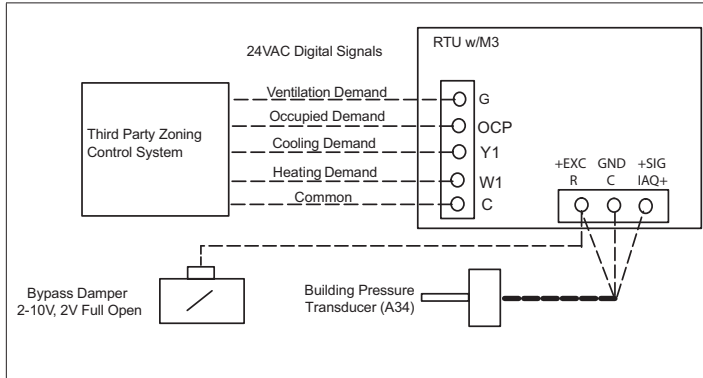 24VAC Digital Signals
RTU w/M3
Third Party Zoning
Control System
Ventilation Demand
G
Occupied Demand
OCP
Cooling Demand
Y1
Heating Demand
W1
Common
C
+EXC GND +SIG
R C IAQ+
Bypass Damper
2-10V, 2V Full Open
Building Pressure
Transducer (A34)